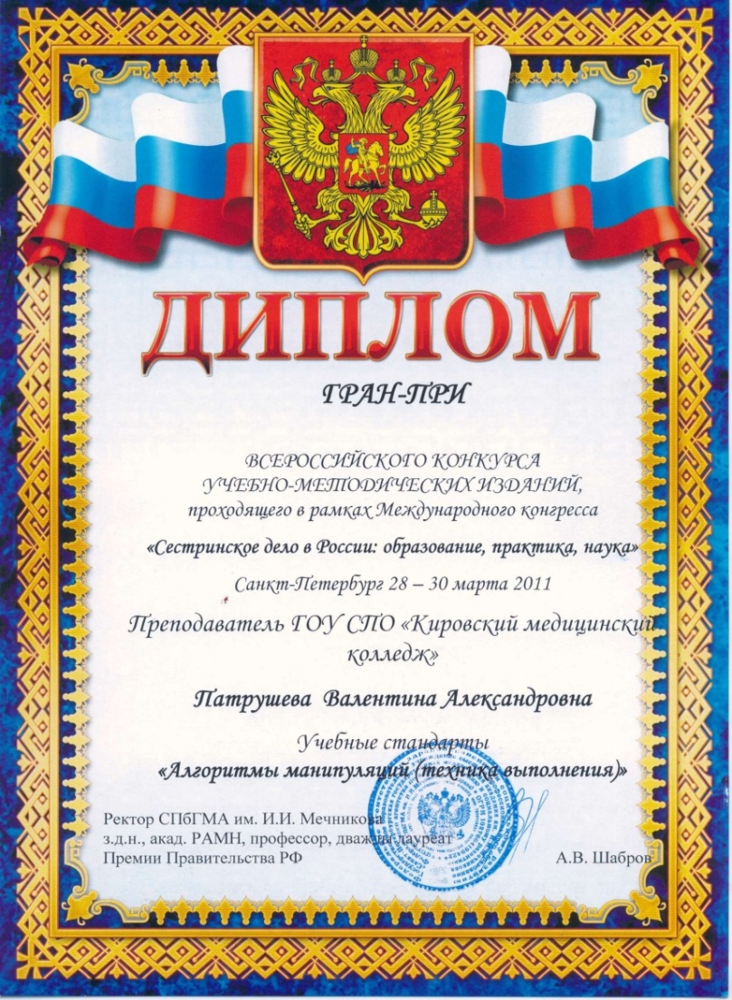 ДИПЛОМ
ГРАН-ПРИ
ВСЕРОССИЙСКОГО КОНКУРСА
УЧЕБНО-МЕТОДИЧЕСКИХ ИЗДАНИЙ,
проходящего в рамках Международного конгресса
«Сестринское дело в России: образование, практика, наука»
Санкт-Петербург 28 – 30 марта 2011
Преподаватель ГОУ СПО «Кировский медицинский
колледж»
Патрушева Валентина Александровна
Учебные стандарты
«Алгоритмы манипуляций (техника выполнения)»
Ректор СПбГМА им. И.И. Мечникова
з.д.н., акад. РАМН, профессор, дважды лауреат
Премии Правительства РФ
А.В. Шабров